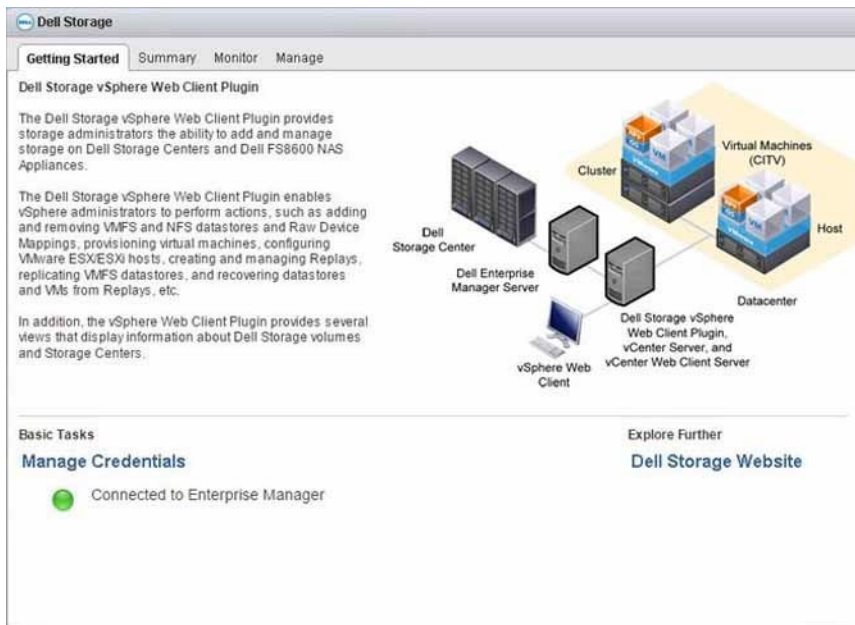 Dell Storage
Getting Started
Summary
Monitor
Manage
Dell Storage vSphere Web Client Plugin
The Dell Storage vSphere Web Client Plugin provides
storage administrators the ability to add and manage
storage on Dell Storage Centers and Dell FS8600 NAS
Appliances.
The Dell Storage vSphere Web Client Plugin enables
vSphere administrators to perform actions, such as adding
and removing VMFS and NFS datastores and Raw Device
Mappings, provisioning virtual machines, configuring
VMware ESX/ESXi hosts, creating and managing Replays,
replicating VMFS datastores, and recovering datastores
and VMs from Replays, etc.
In addition, the vSphere Web Client Plugin provides several
views that display information about Dell Storage volumes
and Storage Centers.
Cluster
Virtual Machines
(CITV)
Host
Datacenter
Dell
Storage Center
Dell Enterprise
Manager Server
Dell Storage vSphere
Web Client Plugin,
vCenter Server, and
vCenter Web Client Server
vSphere Web
Client
Basic Tasks
Manage Credentials
Connected to Enterprise Manager
Explore Further
Dell Storage Website